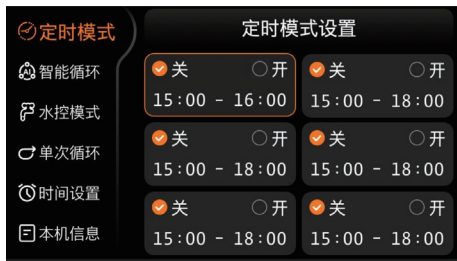 定时模式
智能循环
水控模式
单次循环
时间设置
本机信息
定时模式设置
关 开 关 开
15:00 - 16:00 15:00 - 18:00
关 开 关 开
15:00 - 18:00 15:00 - 18:00
关 开 关 开
15:00 - 18:00 15:00 - 18:00